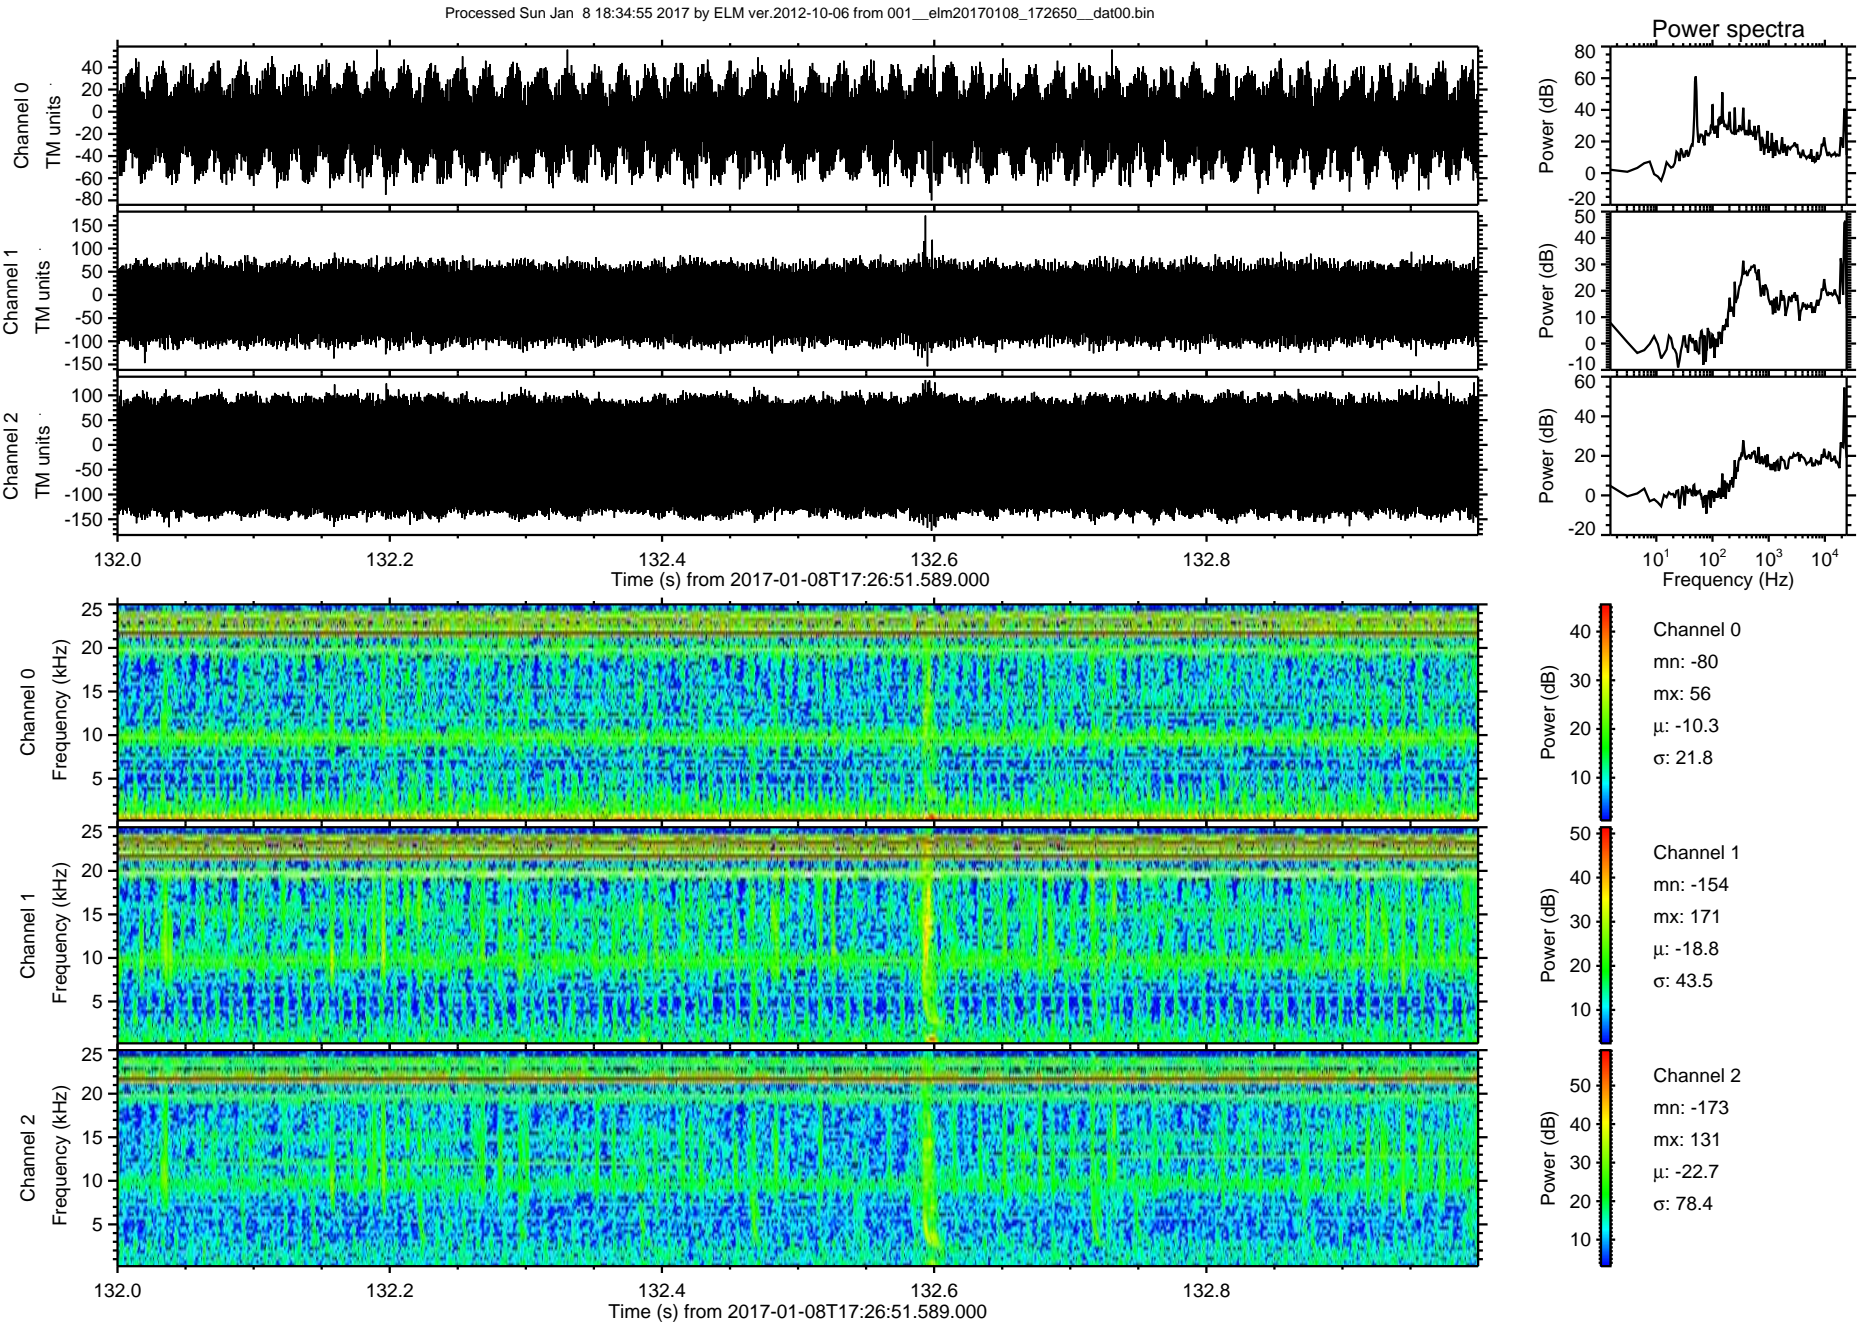 Processed Sun Jan  8 18:34:55 2017 by ELM ver.2012-10-06 from 001__elm20170108_172650__dat00.bin
Power spectra
Channel 0
TM units
40
20
0
-20
-40
-60
-80
Power (dB)
80
60
40
20
0
-20
Channel 1
TM units
150
100
50
0
-50
-100
-150
Power (dB)
50
40
30
20
10
0
-10
Channel 2
TM units
100
50
0
-50
-100
-150
Power (dB)
60
40
20
0
-20
132.0 132.2 132.4 132.6 132.8
Time (s) from 2017-01-08T17:26:51.589.000
10^1 10^2 10^3 10^4
Frequency (Hz)
Channel 0
Frequency (kHz)
25
20
15
10
5
Power (dB)
40
30
20
10
Channel 0
mn: -80
mx: 56
μ: -10.3
σ: 21.8
Channel 1
Frequency (kHz)
25
20
15
10
5
Power (dB)
50
40
30
20
10
Channel 1
mn: -154
mx: 171
μ: -18.8
σ: 43.5
Channel 2
Frequency (kHz)
25
20
15
10
5
Power (dB)
50
40
30
20
10
Channel 2
mn: -173
mx: 131
μ: -22.7
σ: 78.4
132.0 132.2 132.4 132.6 132.8
Time (s) from 2017-01-08T17:26:51.589.000